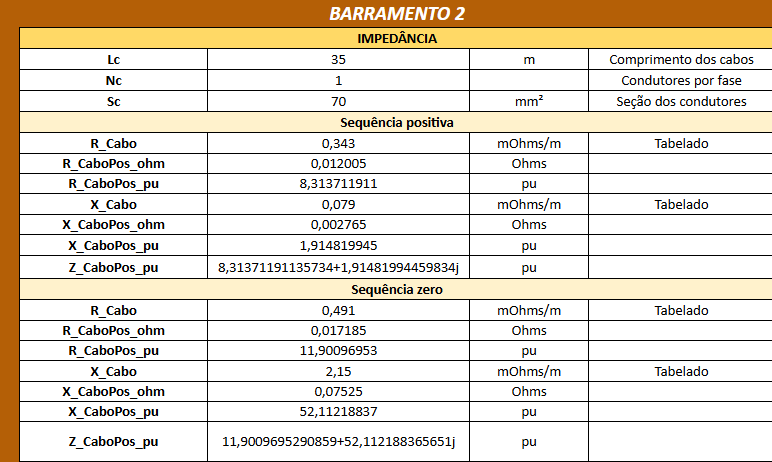 BARRAMENTO 2
IMPEDÂNCIA
Lc 35 m Comprimento dos cabos
Nc 1 Condutores por fase
Sc 70 mm² Seção dos condutores
Sequência positiva
R_Cabo 0,343 mOhms/m Tabelado
R_CaboPos_ohm 0,012005 Ohms
R_CaboPos_pu 8,313711911 pu
X_Cabo 0,079 mOhms/m Tabelado
X_CaboPos_ohm 0,002765 Ohms
X_CaboPos_pu 1,914819945 pu
Z_CaboPos_pu 8,31371191135734+1,91481994459834j pu
Sequência zero
R_Cabo 0,491 mOhms/m Tabelado
R_CaboPos_ohm 0,017185 Ohms
R_CaboPos_pu 11,90096953 pu
X_Cabo 2,15 mOhms/m Tabelado
X_CaboPos_ohm 0,07525 Ohms
X_CaboPos_pu 52,11218837 pu
Z_CaboPos_pu 11,9009695290859+52,112188365651j pu